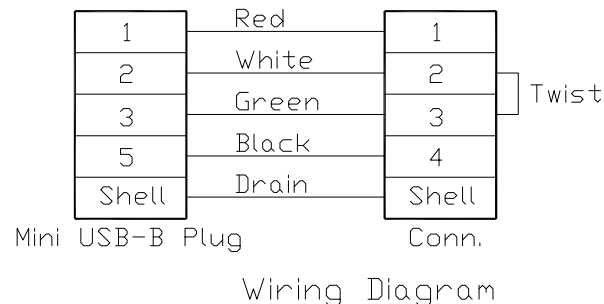 Red
1 1
White
2 2
Twist
Green
3 3
Black
5 4
Drain
Shell Shell
Mini USB-B Plug Conn.
Wiring Diagram